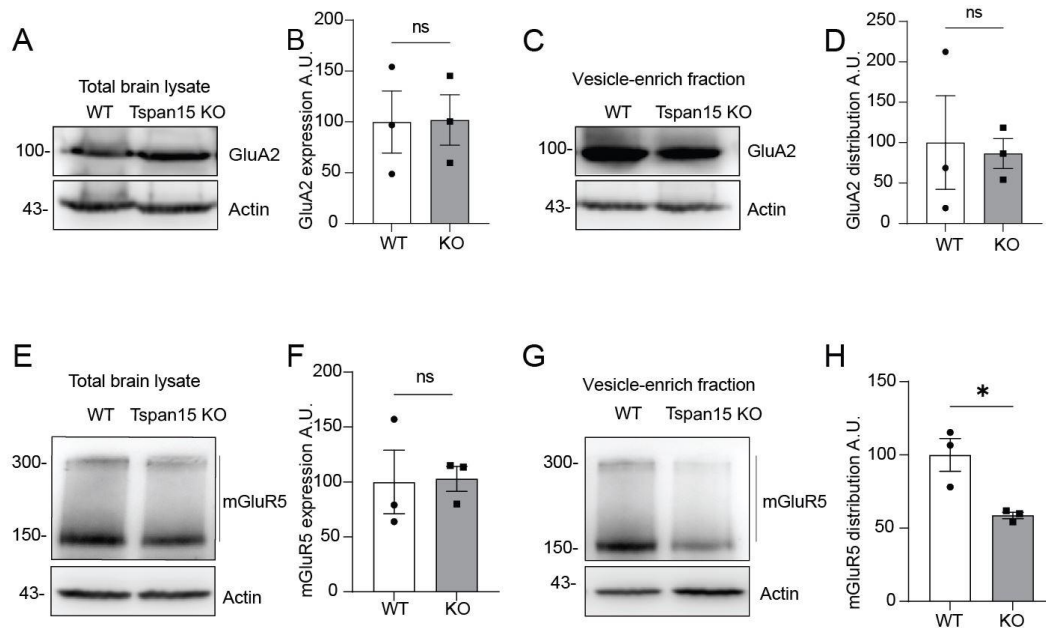 A
Total brain lysate
WT Tspan15 KO
100-
GluA2
43-
Actin
B
ns
GluA2 expression A.U.
200
150
100
50
0
WT KO
C
Vesicle-enrich fraction
WT Tspan15 KO
100-
GluA2
43-
Actin
D
ns
GluA2 distribution A.U.
250
200
150
100
50
0
WT KO
E
Total brain lysate
WT Tspan15 KO
300-
mGluR5
150-
43-
Actin
F
ns
mGluR5 expression A.U.
200
150
100
50
0
WT KO
G
Vesicle-enrich fraction
WT Tspan15 KO
300-
mGluR5
150-
43-
Actin
H
*
mGluR5 distribution A.U.
150
100
50
0
WT KO